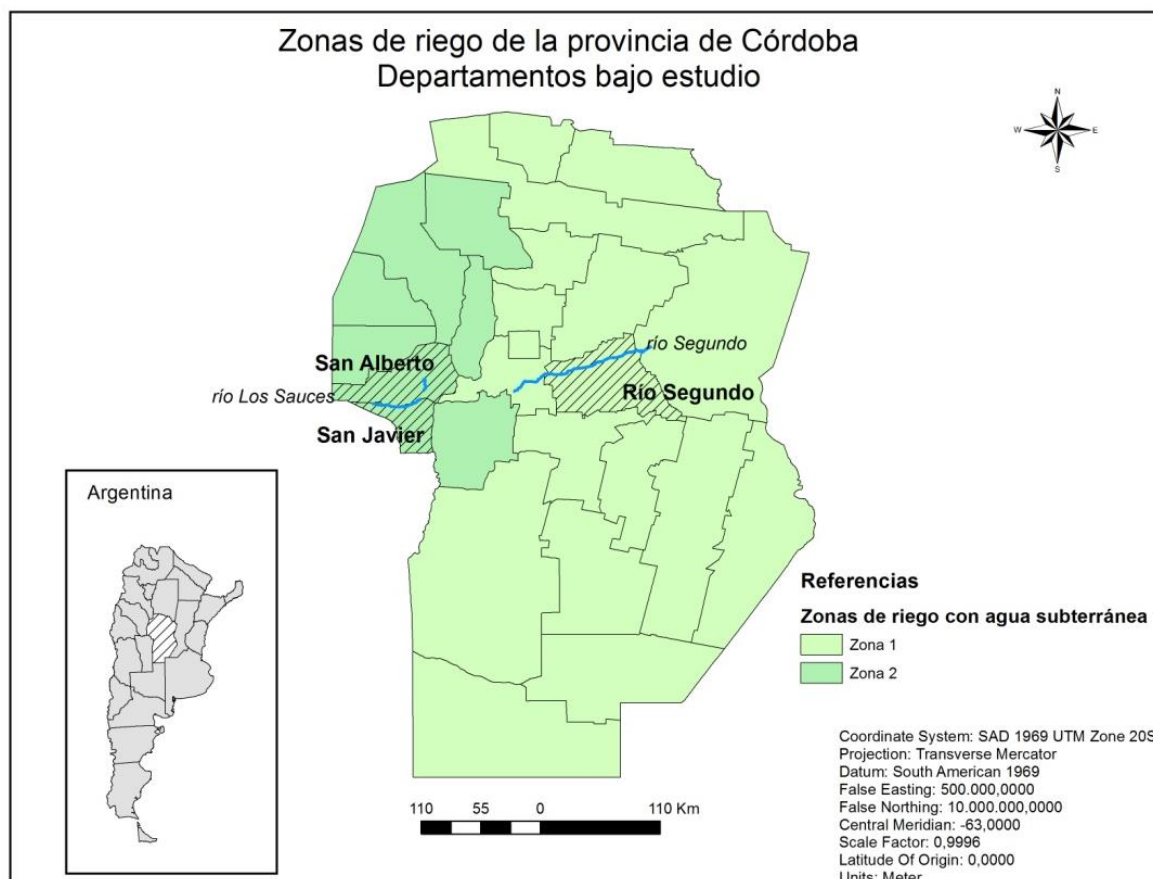 Zonas de riego de la provincia de Córdoba
Departamentos bajo estudio
N
W E
S
río Segundo
San Alberto
Río Segundo
río Los Sauces
San Javier
Argentina
Referencias
Zonas de riego con agua subterránea
Zona 1
Zona 2
Coordinate System: SAD 1969 UTM Zone 20S
Projection: Transverse Mercator
Datum: South American 1969
False Easting: 500.000,0000
False Northing: 10.000.000,0000
Central Meridian: -63,0000
Scale Factor: 0,9996
Latitude Of Origin: 0,0000
Units: Meter
110 55 0 110 Km